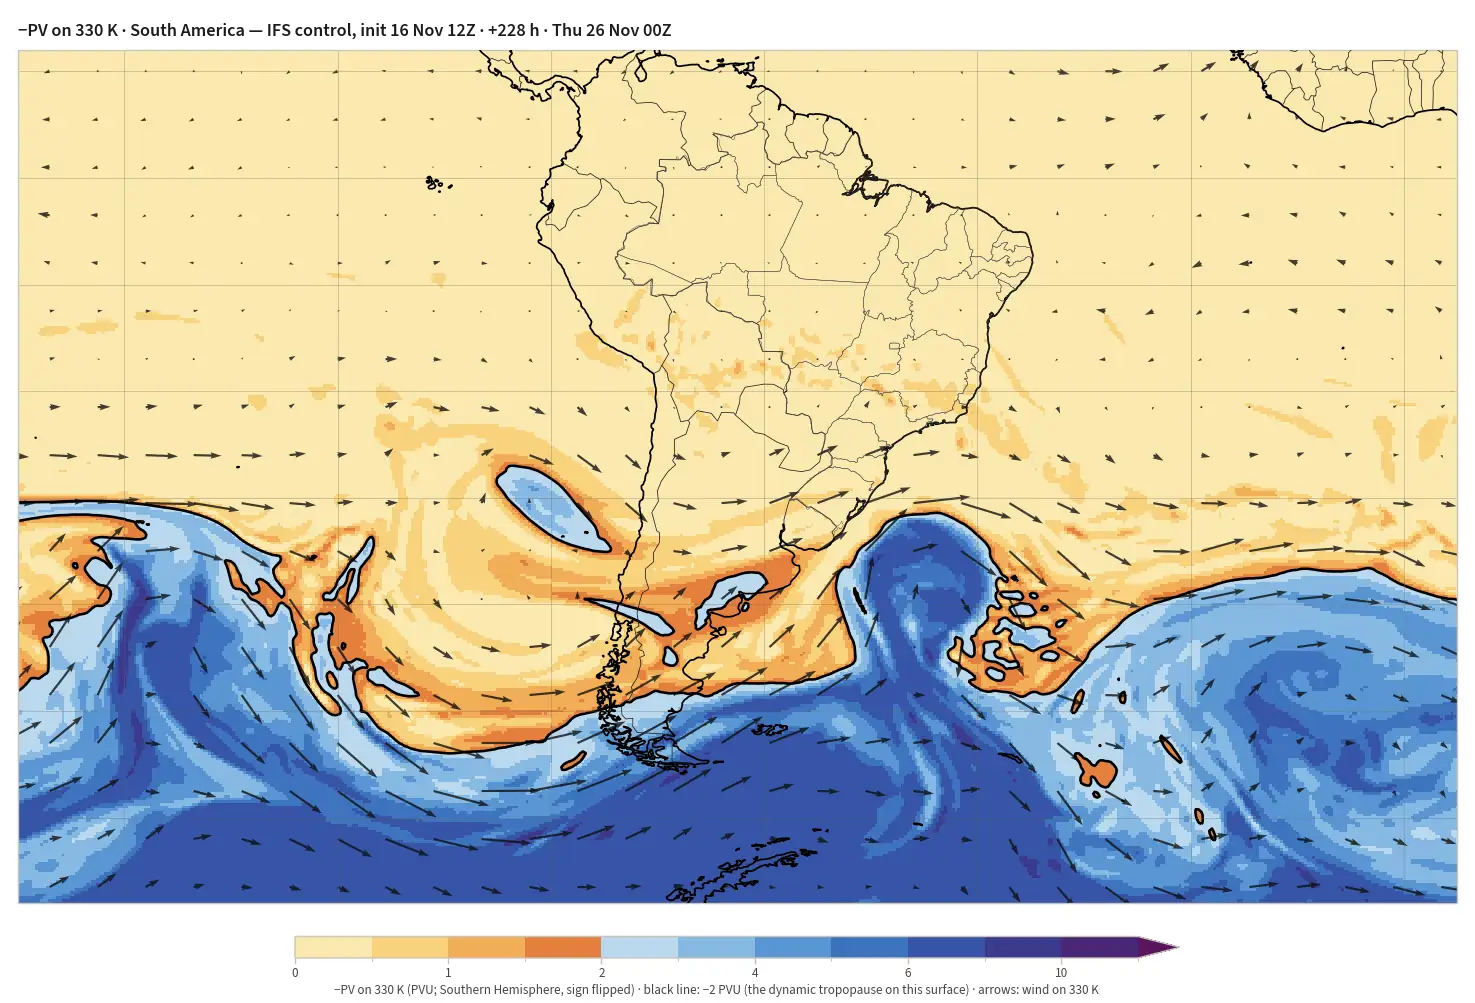 −PV on 330 K · South America — IFS control, init 16 Nov 12Z · +228 h · Thu 26 Nov 00Z
0 1 2 4 6 10
−PV on 330 K (PVU; Southern Hemisphere, sign flipped) · black line: −2 PVU (the dynamic tropopause on this surface) · arrows: wind on 330 K